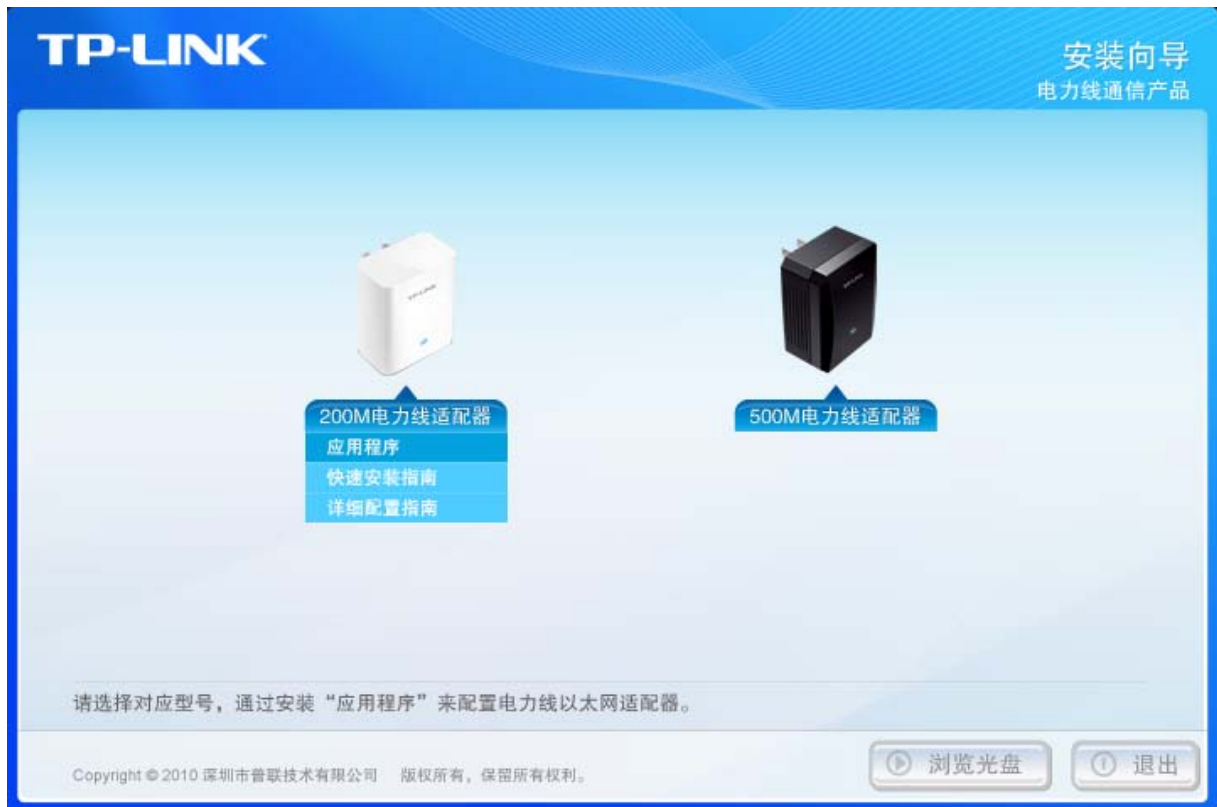 TP-LINK
安装向导
电力线通信产品
200M电力线适配器
500M电力线适配器
应用程序
快速安装指南
详细配置指南
请选择对应型号，通过安装“应用程序”来配置电力线以太网适配器。
Copyright © 2010 深圳市普联技术有限公司 版权所有，保留所有权利。
浏览光盘
退出